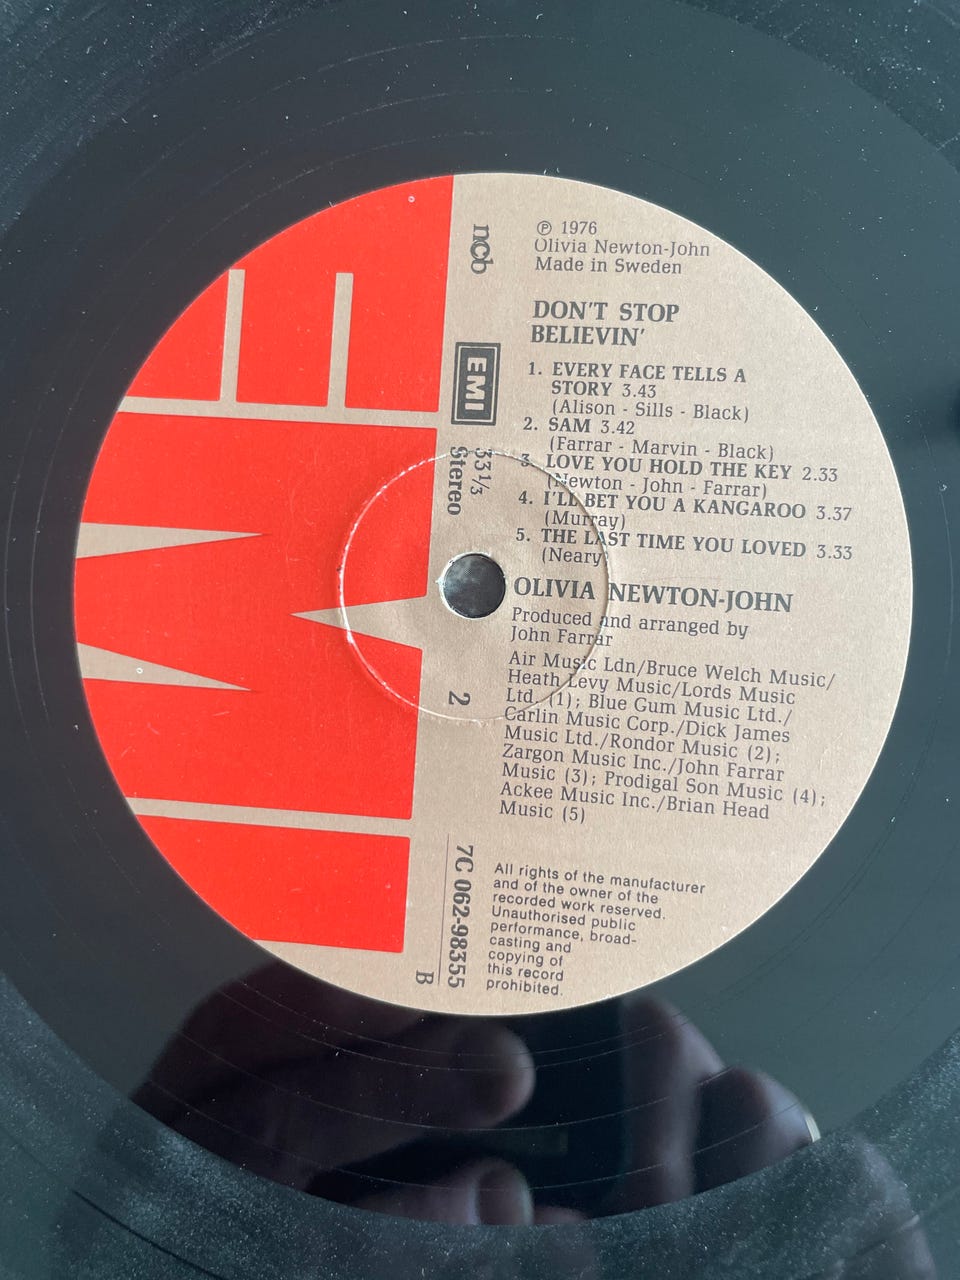 ℗ 1976
Olivia Newton-John
Made in Sweden
DON'T STOP
BELIEVIN'
1. EVERY FACE TELLS A
STORY 3.43
(Alison - Sills - Black)
2. SAM 3.42
(Farrar - Marvin - Black)
3. LOVE YOU HOLD THE KEY 2.33
(Newton - John - Farrar)
4. I'LL BET YOU A KANGAROO 3.37
(Murray)
5. THE LAST TIME YOU LOVED 3.33
(Neary)
OLIVIA NEWTON-JOHN
Produced and arranged by
John Farrar
Air Music Ldn/Bruce Welch Music/
Heath Levy Music/Lords Music
Ltd. (1); Blue Gum Music Ltd./
Carlin Music Corp./Dick James
Music Ltd./Rondor Music (2);
Zargon Music Inc./John Farrar
Music (3); Prodigal Son Music (4);
Ackee Music Inc./Brian Head
Music (5)
All rights of the manufacturer
and of the owner of the
recorded work reserved.
Unauthorised public
performance, broad-
casting and
copying of
this record
prohibited.
ncb
EMI
33 1/3
Stereo
2
7C 062-98355
B
EMI